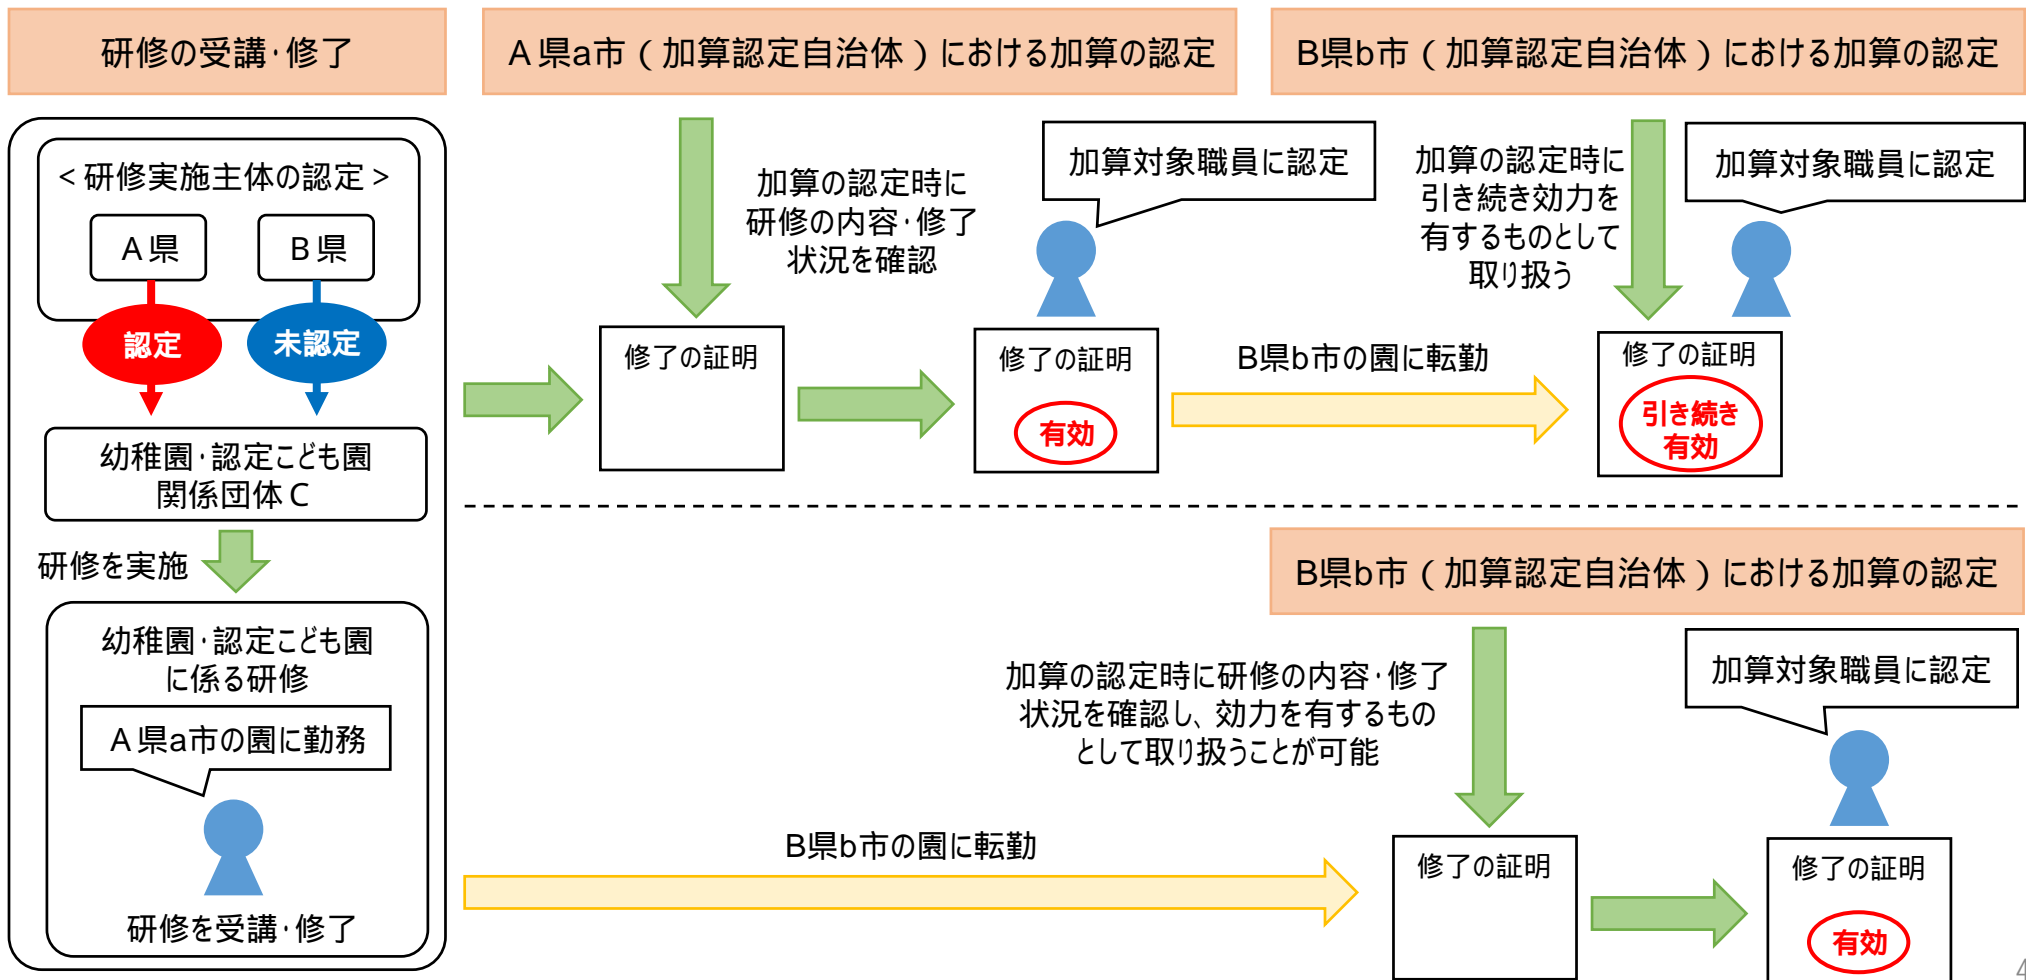 研修の受講・修了
A県a市（加算認定自治体）における加算の認定
B県b市（加算認定自治体）における加算の認定
<研修実施主体の認定>
A県
B県
認定
未認定
幼稚園・認定こども園
関係団体C
研修を実施
幼稚園・認定こども園
に係る研修
A県a市の園に勤務
研修を受講・修了
加算の認定時に
研修の内容・修了
状況を確認
加算対象職員に認定
修了の証明
修了の証明
有効
B県b市の園に転勤
加算の認定時に
引き続き効力を
有するものとして
取り扱う
加算対象職員に認定
修了の証明
引き続き
有効
B県b市（加算認定自治体）における加算の認定
加算の認定時に研修の内容・修了
状況を確認し、効力を有するもの
として取り扱うことが可能
加算対象職員に認定
B県b市の園に転勤
修了の証明
修了の証明
有効
4